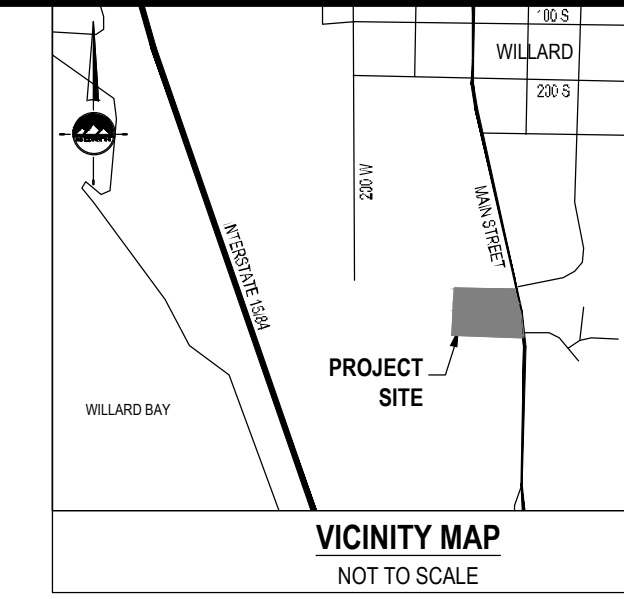 100 S
WILLARD
200 S
200 W
MAIN STREET
INTERSTATE 15/84
PROJECT
SITE
WILLARD BAY
VICINITY MAP
NOT TO SCALE